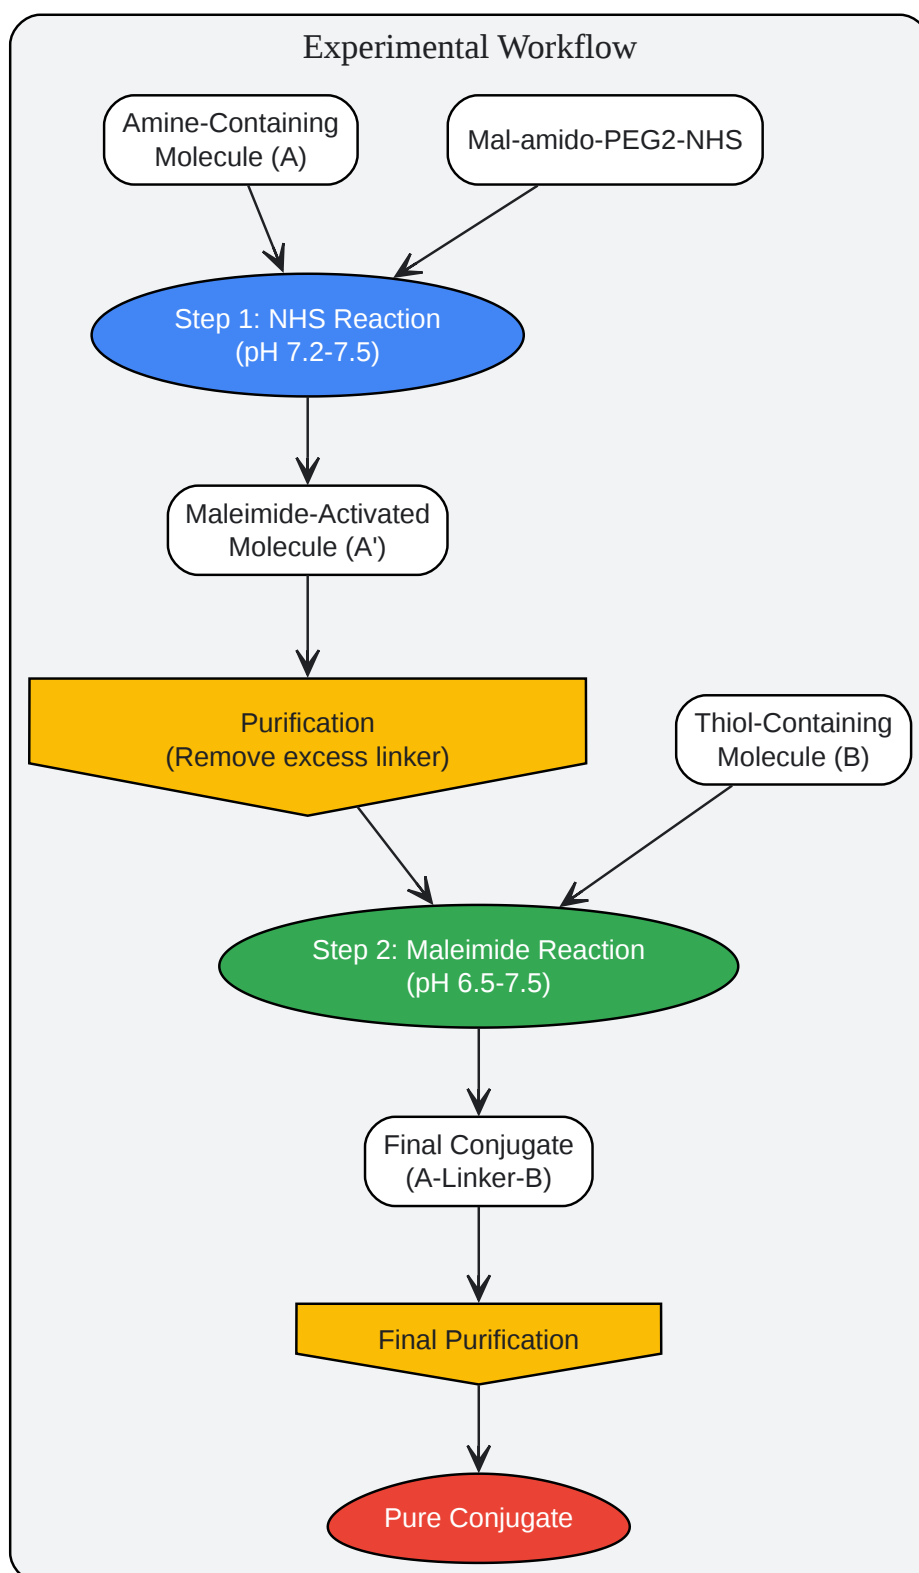 Experimental Workflow
Amine-Containing
Molecule (A)
Mal-amido-PEG2-NHS
Step 1: NHS Reaction
(pH 7.2-7.5)
Maleimide-Activated
Molecule (A')
Purification
(Remove excess linker)
Thiol-Containing
Molecule (B)
Step 2: Maleimide Reaction
(pH 6.5-7.5)
Final Conjugate
(A-Linker-B)
Final Purification
Pure Conjugate